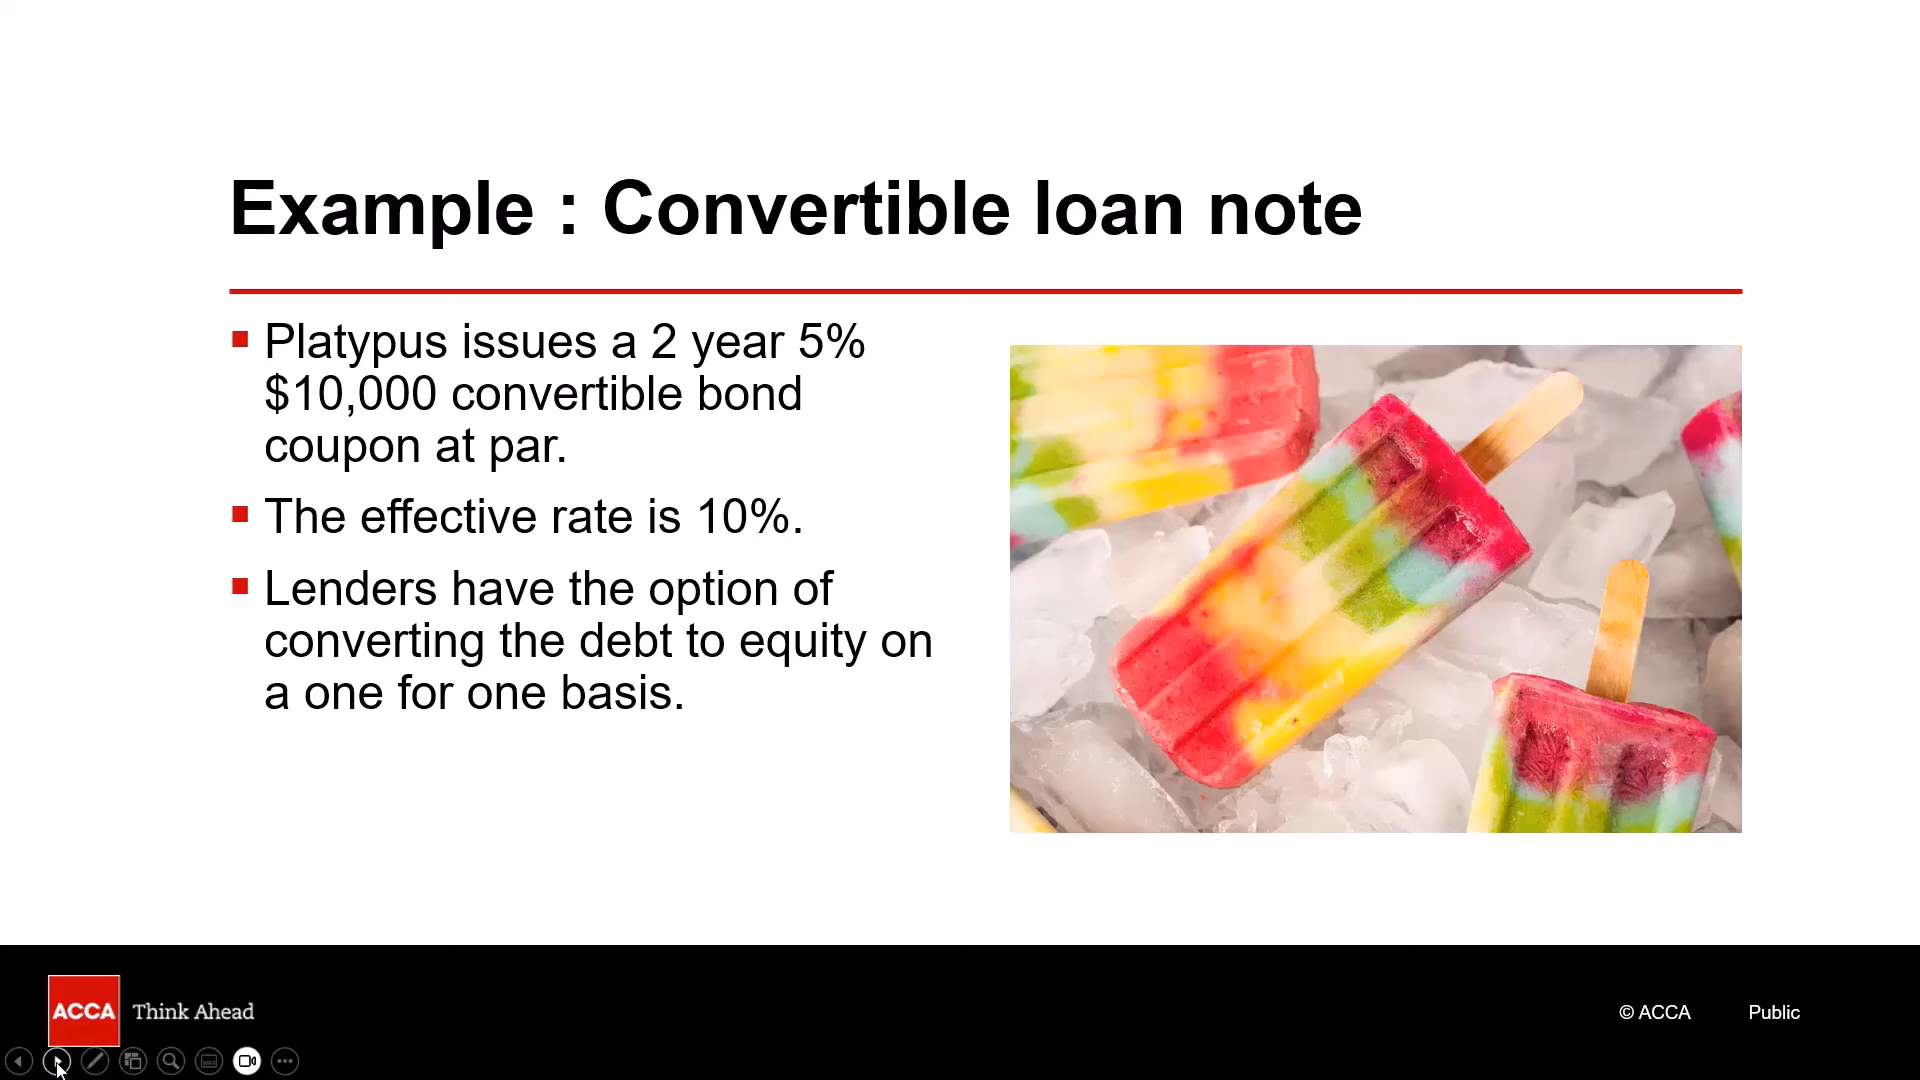 Example : Convertible loan note
Platypus issues a 2 year 5%
$10,000 convertible bond
coupon at par.
The effective rate is 10%.
Lenders have the option of
converting the debt to equity on
a one for one basis.
ACCA Think Ahead
© ACCA Public